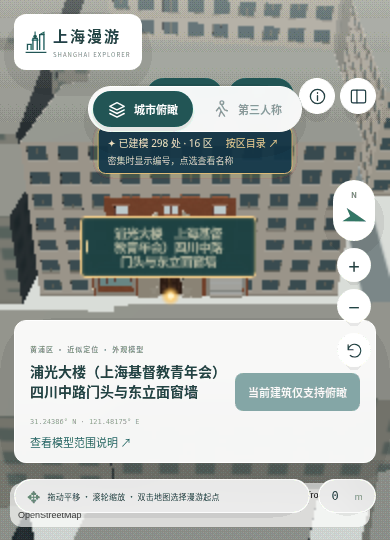 上海漫游
SHANGHAI EXPLORER
城市俯瞰
第三人称
✦ 已建模 298 处 · 16 区 按区目录 ↗
密集时显示编号，点选查看名称
浦光大楼 上海基督
教青年会）四川中路
门头与东立面窗墙
N
+
−
黄浦区 · 近似定位 · 外观模型
浦光大楼（上海基督教青年会）
四川中路门头与东立面窗墙
当前建筑仅支持俯瞰
31.24386° N · 121.48175° E
查看模型范围说明 ↗
拖动平移 · 滚轮缩放 · 双击地图选择漫游起点
ro
0 m
OpenStreetMap